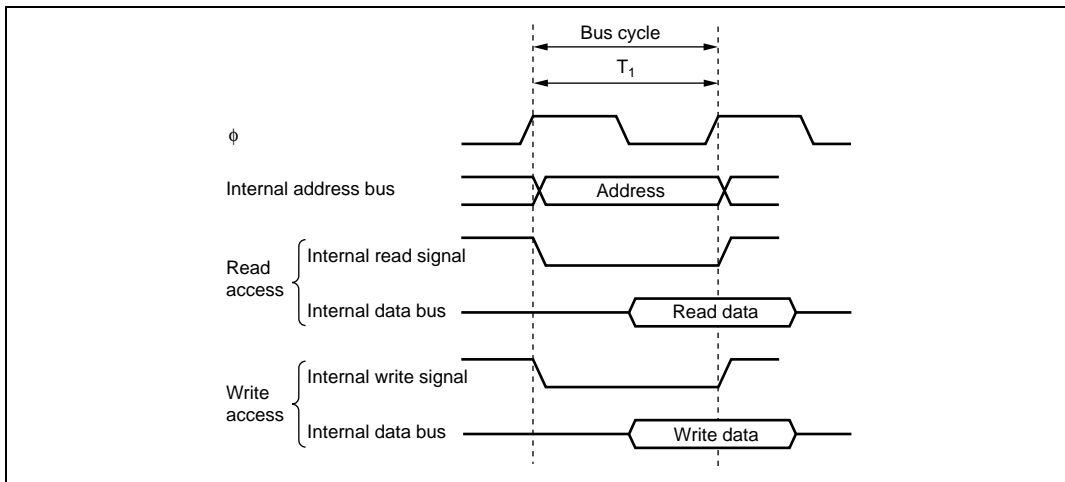 Bus cycle
T₁
ϕ
Internal address bus
Address
Read
access
Internal read signal
Internal data bus
Read data
Write
access
Internal write signal
Internal data bus
Write data